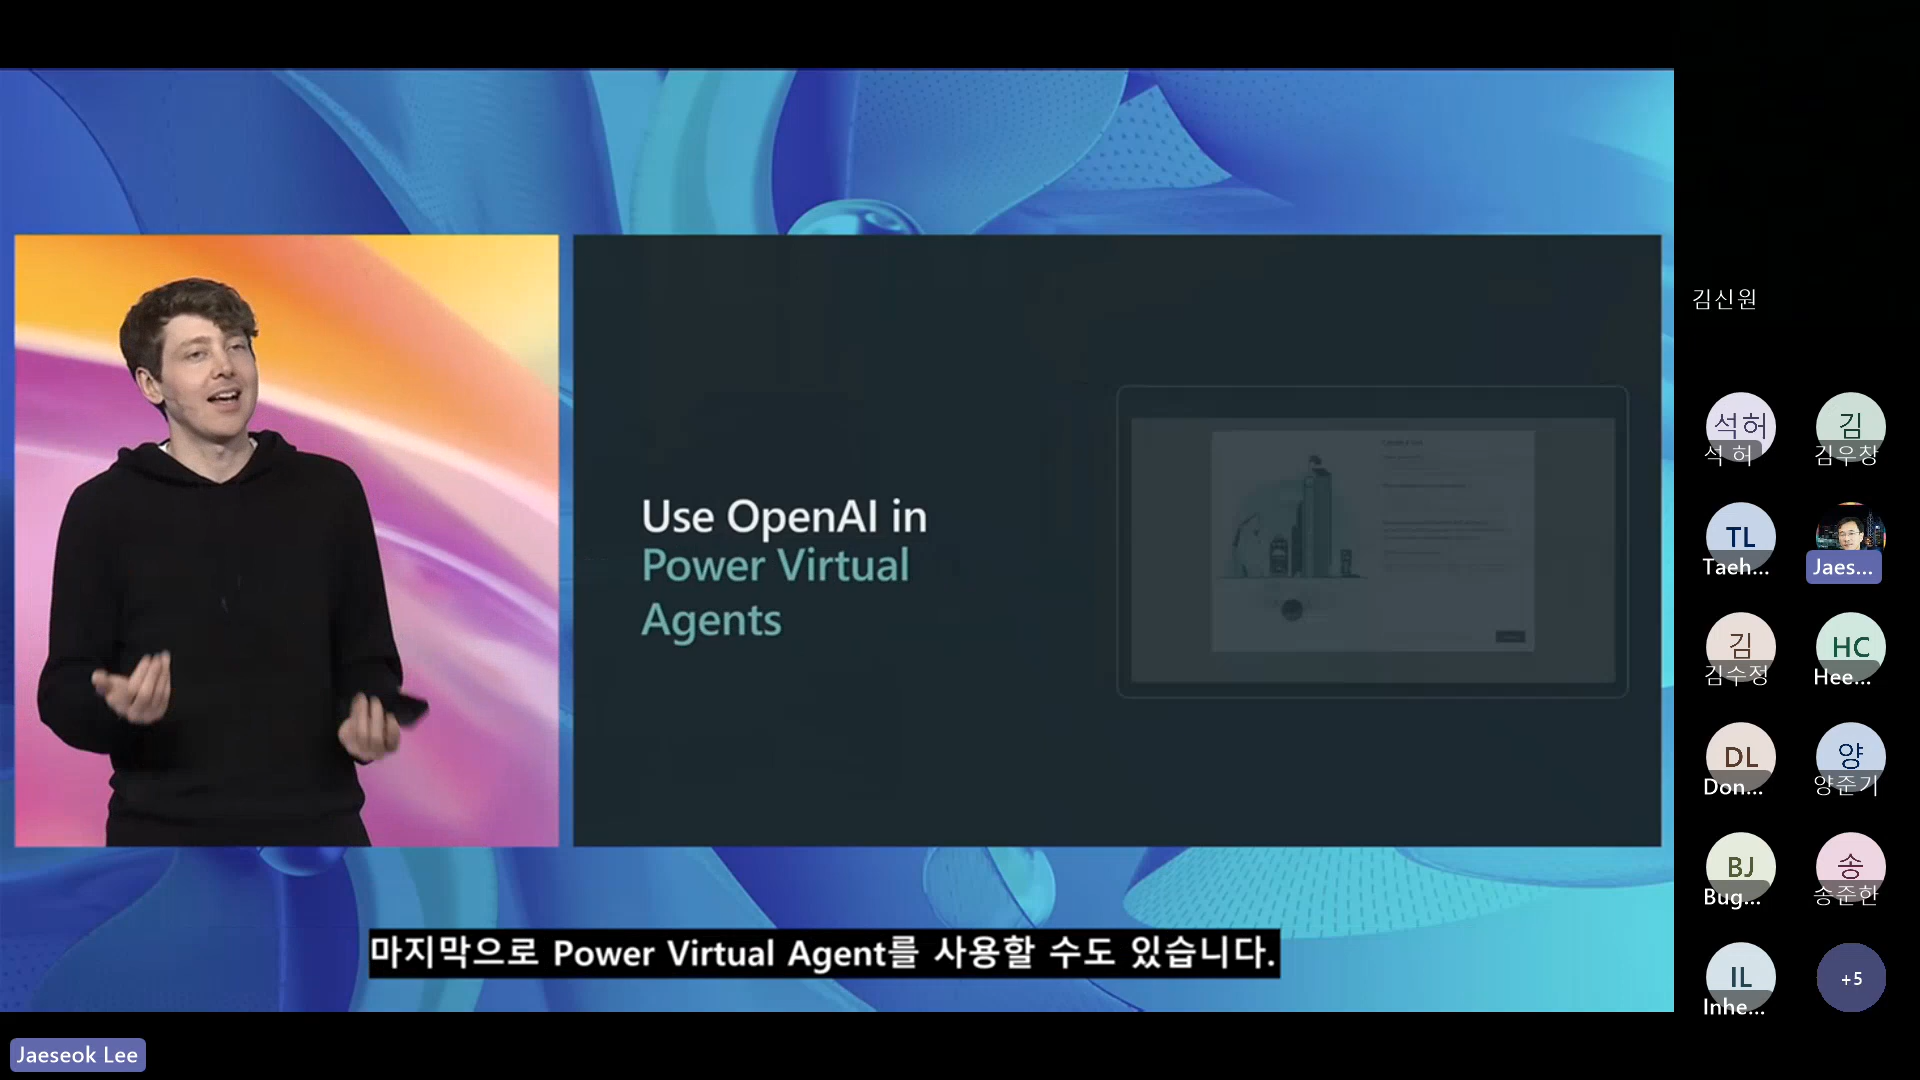 Use OpenAI in
Power Virtual
Agents
마지막으로 Power Virtual Agent를 사용할 수도 있습니다.
Jaeseok Lee
김신원
석허
석 허
김
김우창
TL
Taeh...
Jaes...
김
김수정
HC
Hee...
DL
Don...
양
양준기
BJ
Bug...
송
송준한
IL
Inhe...
+5